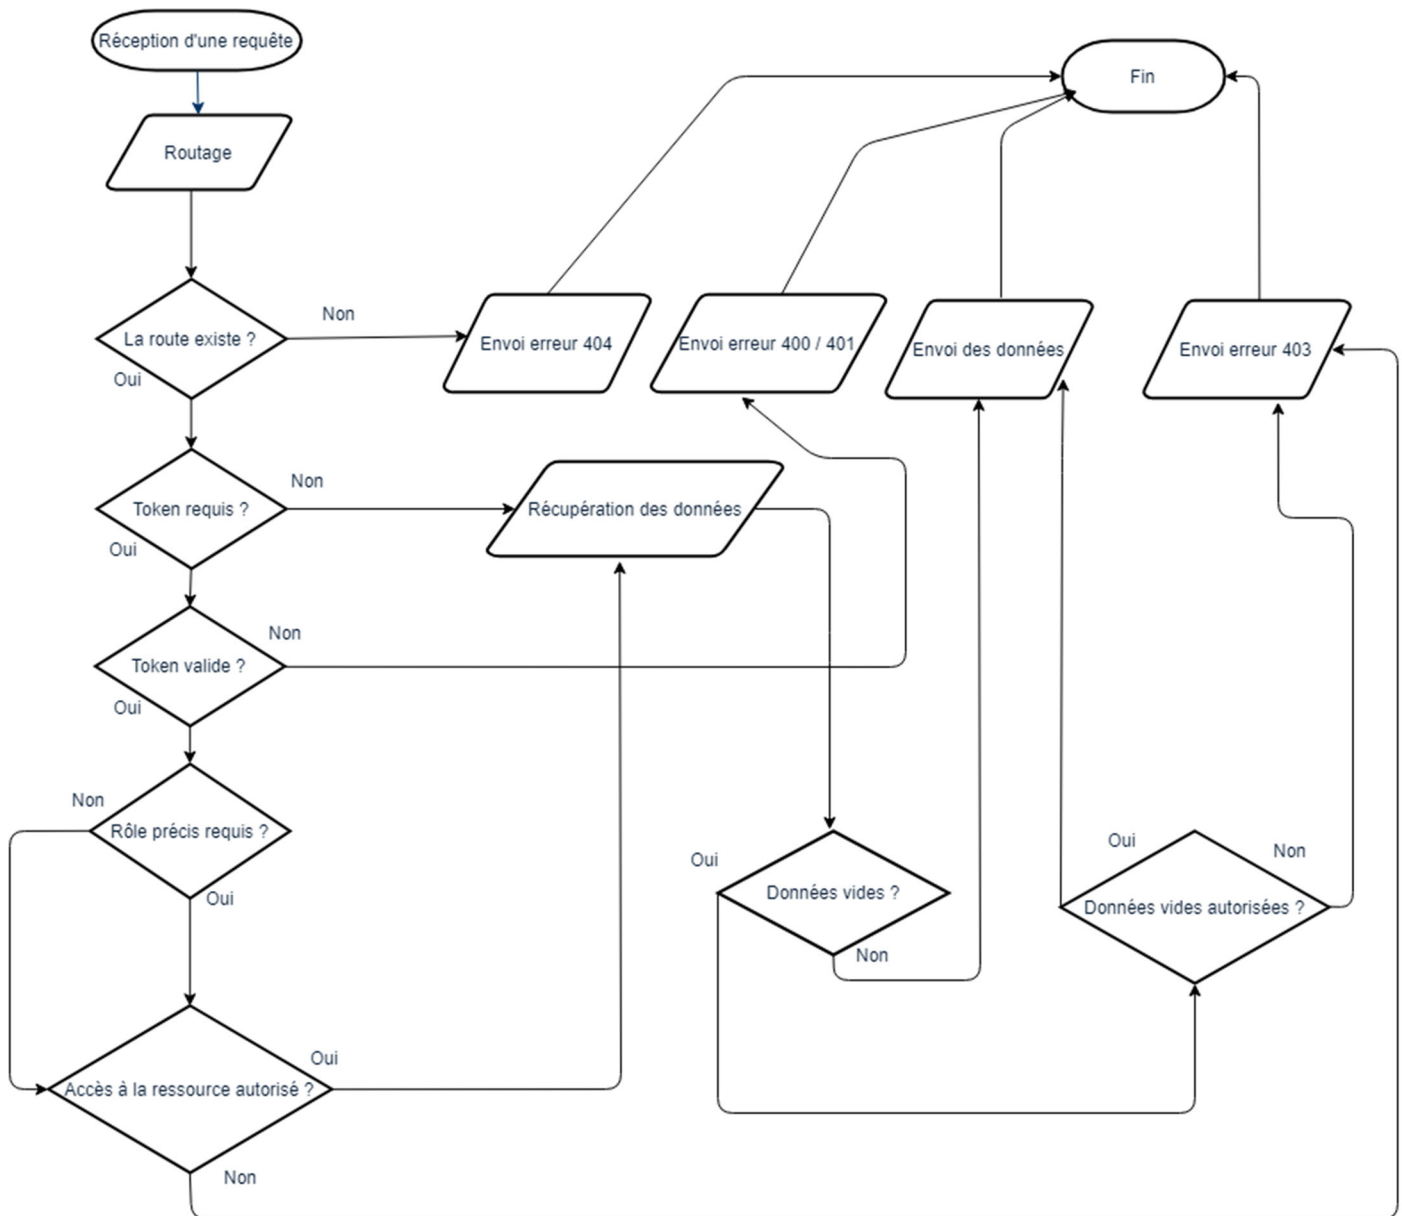 Réception d'une requête
Fin
Routage
Non
La route existe ?
Envoi erreur 404
Envoi erreur 400 / 401
Envoi des données
Envoi erreur 403
Oui
Non
Token requis ?
Récupération des données
Oui
Non
Token valide ?
Oui
Non
Rôle précis requis ?
Oui
Oui
Données vides ?
Non
Oui
Non
Données vides autorisées ?
Oui
Accès à la ressource autorisé ?
Non